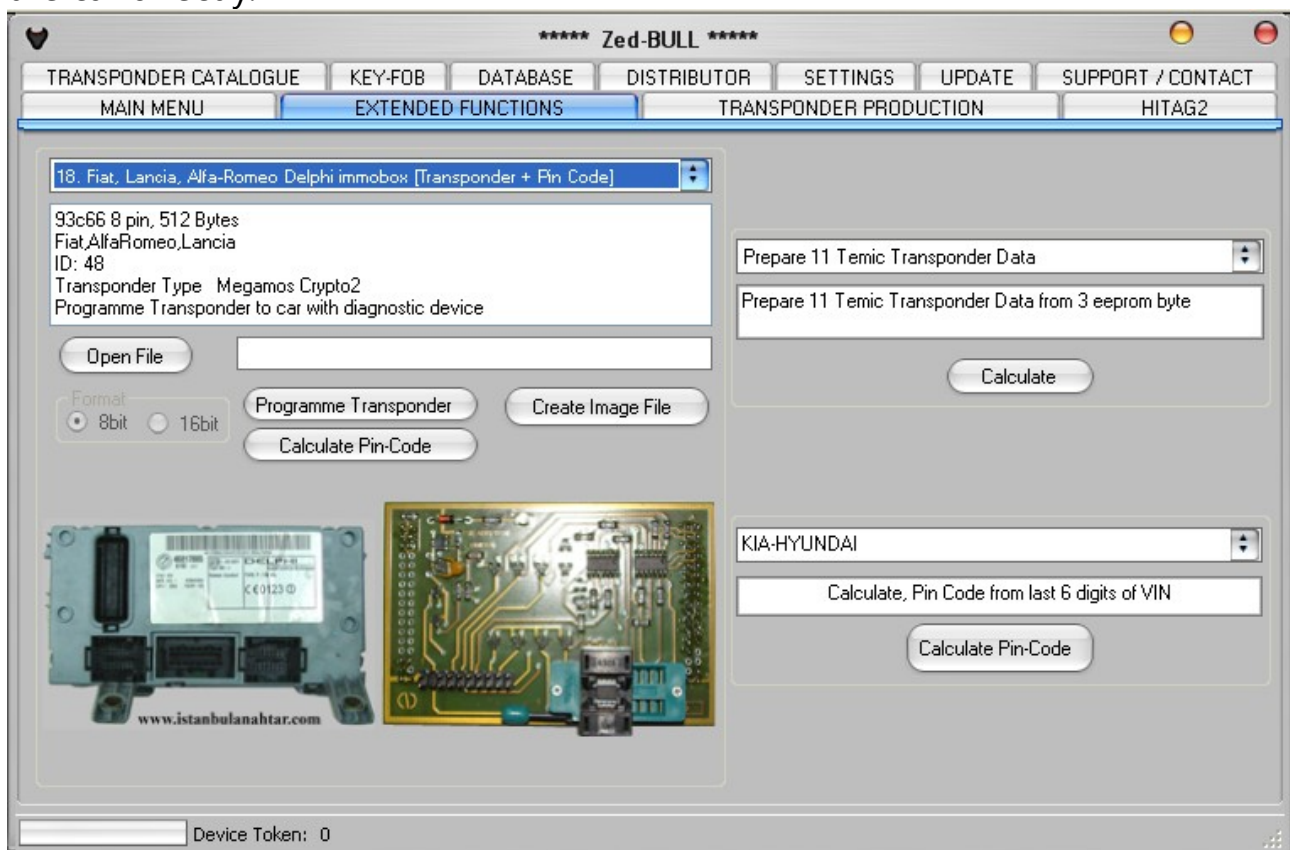 ***** Zed-BULL *****
TRANSPONDER CATALOGUE KEY-FOB DATABASE DISTRIBUTOR SETTINGS UPDATE SUPPORT / CONTACT
MAIN MENU EXTENDED FUNCTIONS TRANSPONDER PRODUCTION HITAG2
18. Fiat, Lancia, Alfa-Romeo Delphi immobox [Transponder + Pin Code]
93c66 8 pin, 512 Bytes
Fiat,AlfaRomeo,Lancia
ID: 48
Transponder Type Megamos Crypto2
Programme Transponder to car with diagnostic device
Open File
Format
8bit 16bit
Programme Transponder
Create Image File
Calculate Pin-Code
Prepare 11 Temic Transponder Data
Prepare 11 Temic Transponder Data from 3 eeprom byte
Calculate
KIA-HYUNDAI
Calculate, Pin Code from last 6 digits of VIN
Calculate Pin-Code
DELPHI
www.istanbulanahtar.com
Device Token: 0